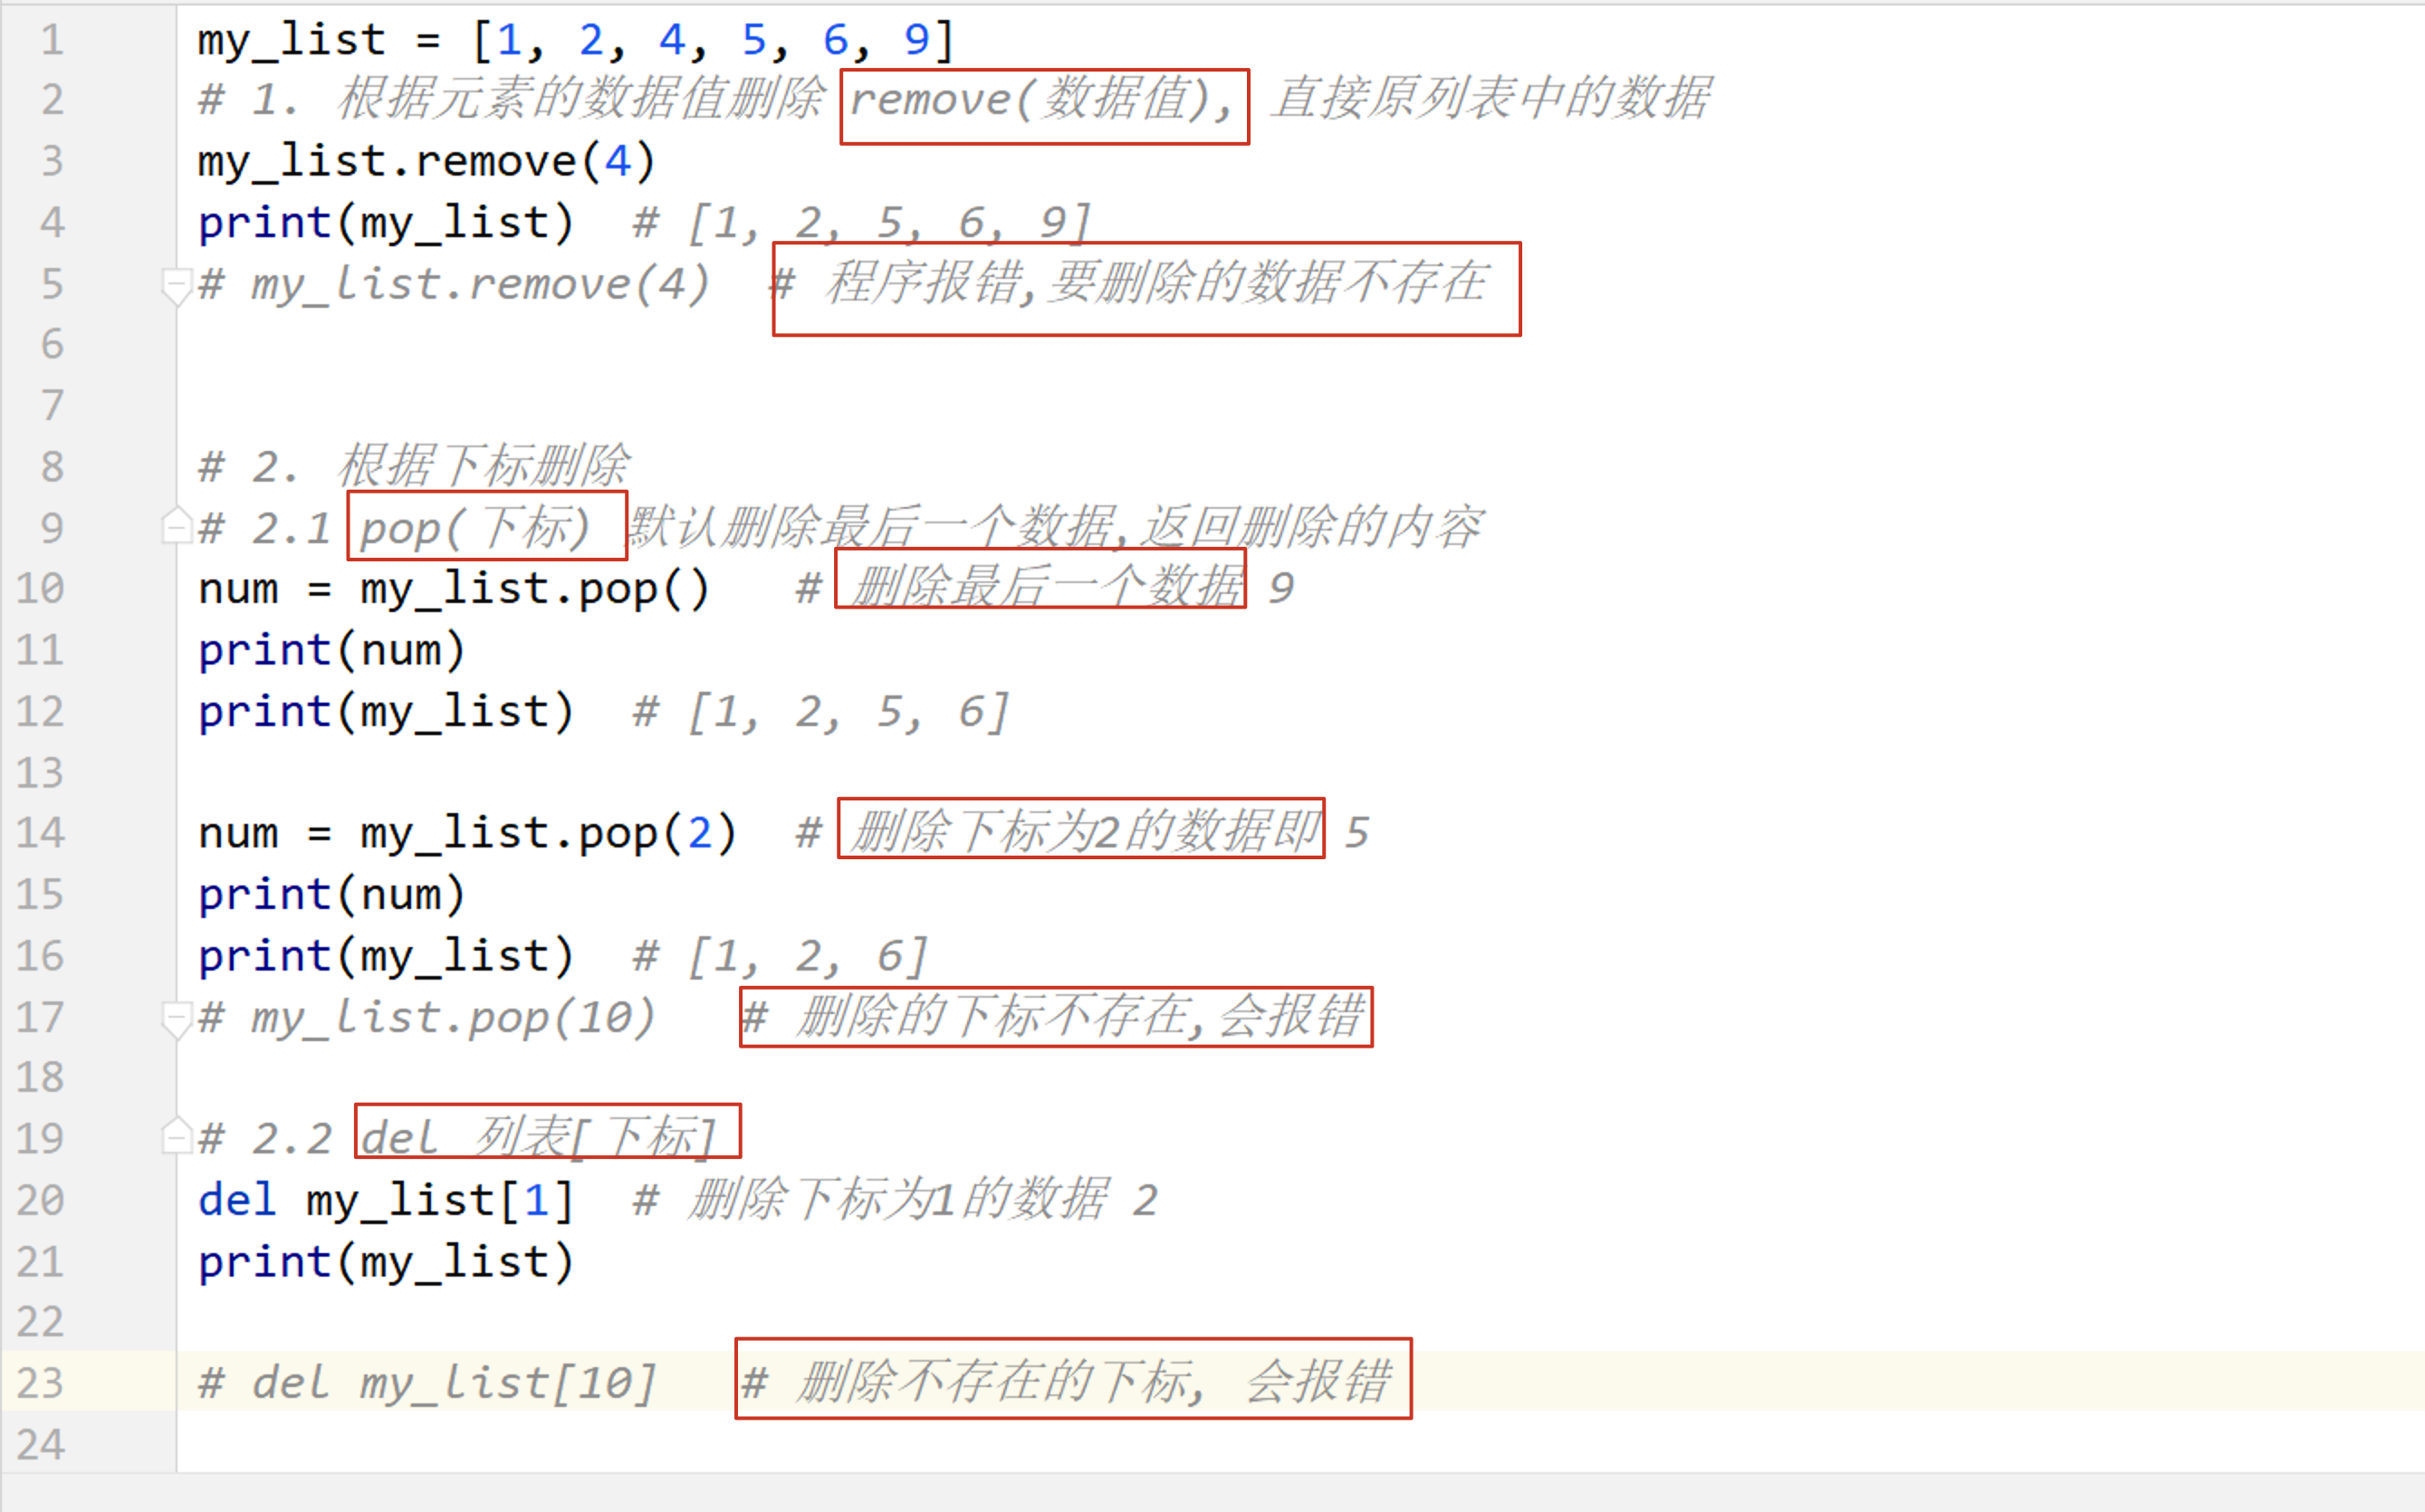 1 my_list = [1, 2, 4, 5, 6, 9]
2 # 1. 根据元素的数据值删除 remove(数据值), 直接原列表中的数据
3 my_list.remove(4)
4 print(my_list)  # [1, 2, 5, 6, 9]
5 # my_list.remove(4)  # 程序报错,要删除的数据不存在
6
7
8 # 2. 根据下标删除
9 # 2.1 pop(下标) 默认删除最后一个数据,返回删除的内容
10 num = my_list.pop()   # 删除最后一个数据 9
11 print(num)
12 print(my_list)  # [1, 2, 5, 6]
13
14 num = my_list.pop(2)  # 删除下标为2的数据即 5
15 print(num)
16 print(my_list)  # [1, 2, 6]
17 # my_list.pop(10)   # 删除的下标不存在,会报错
18
19 # 2.2 del 列表[下标]
20 del my_list[1]  # 删除下标为1的数据 2
21 print(my_list)
22
23 # del my_list[10]   # 删除不存在的下标, 会报错
24